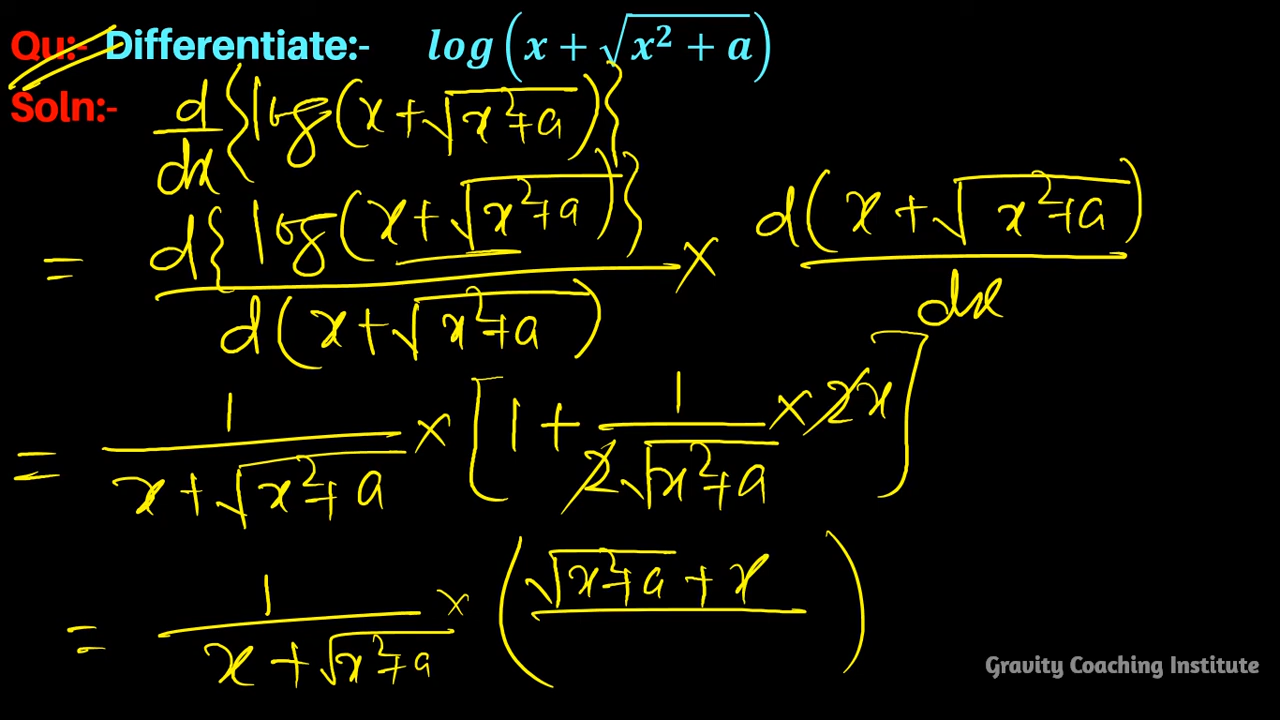 Qu:- Differentiate:- log(x + √(x² + a))
Soln:- d/dx {log(x + √(x²+a))}
= d{log(x + √(x²+a))}/d(x + √(x²+a)) × d(x + √(x²+a))/dx
= 1/(x + √(x²+a)) × [1 + 1/(2√(x²+a)) × 2x]
= 1/(x + √(x²+a)) × ((√(x²+a) + x)/ )
Gravity Coaching Institute